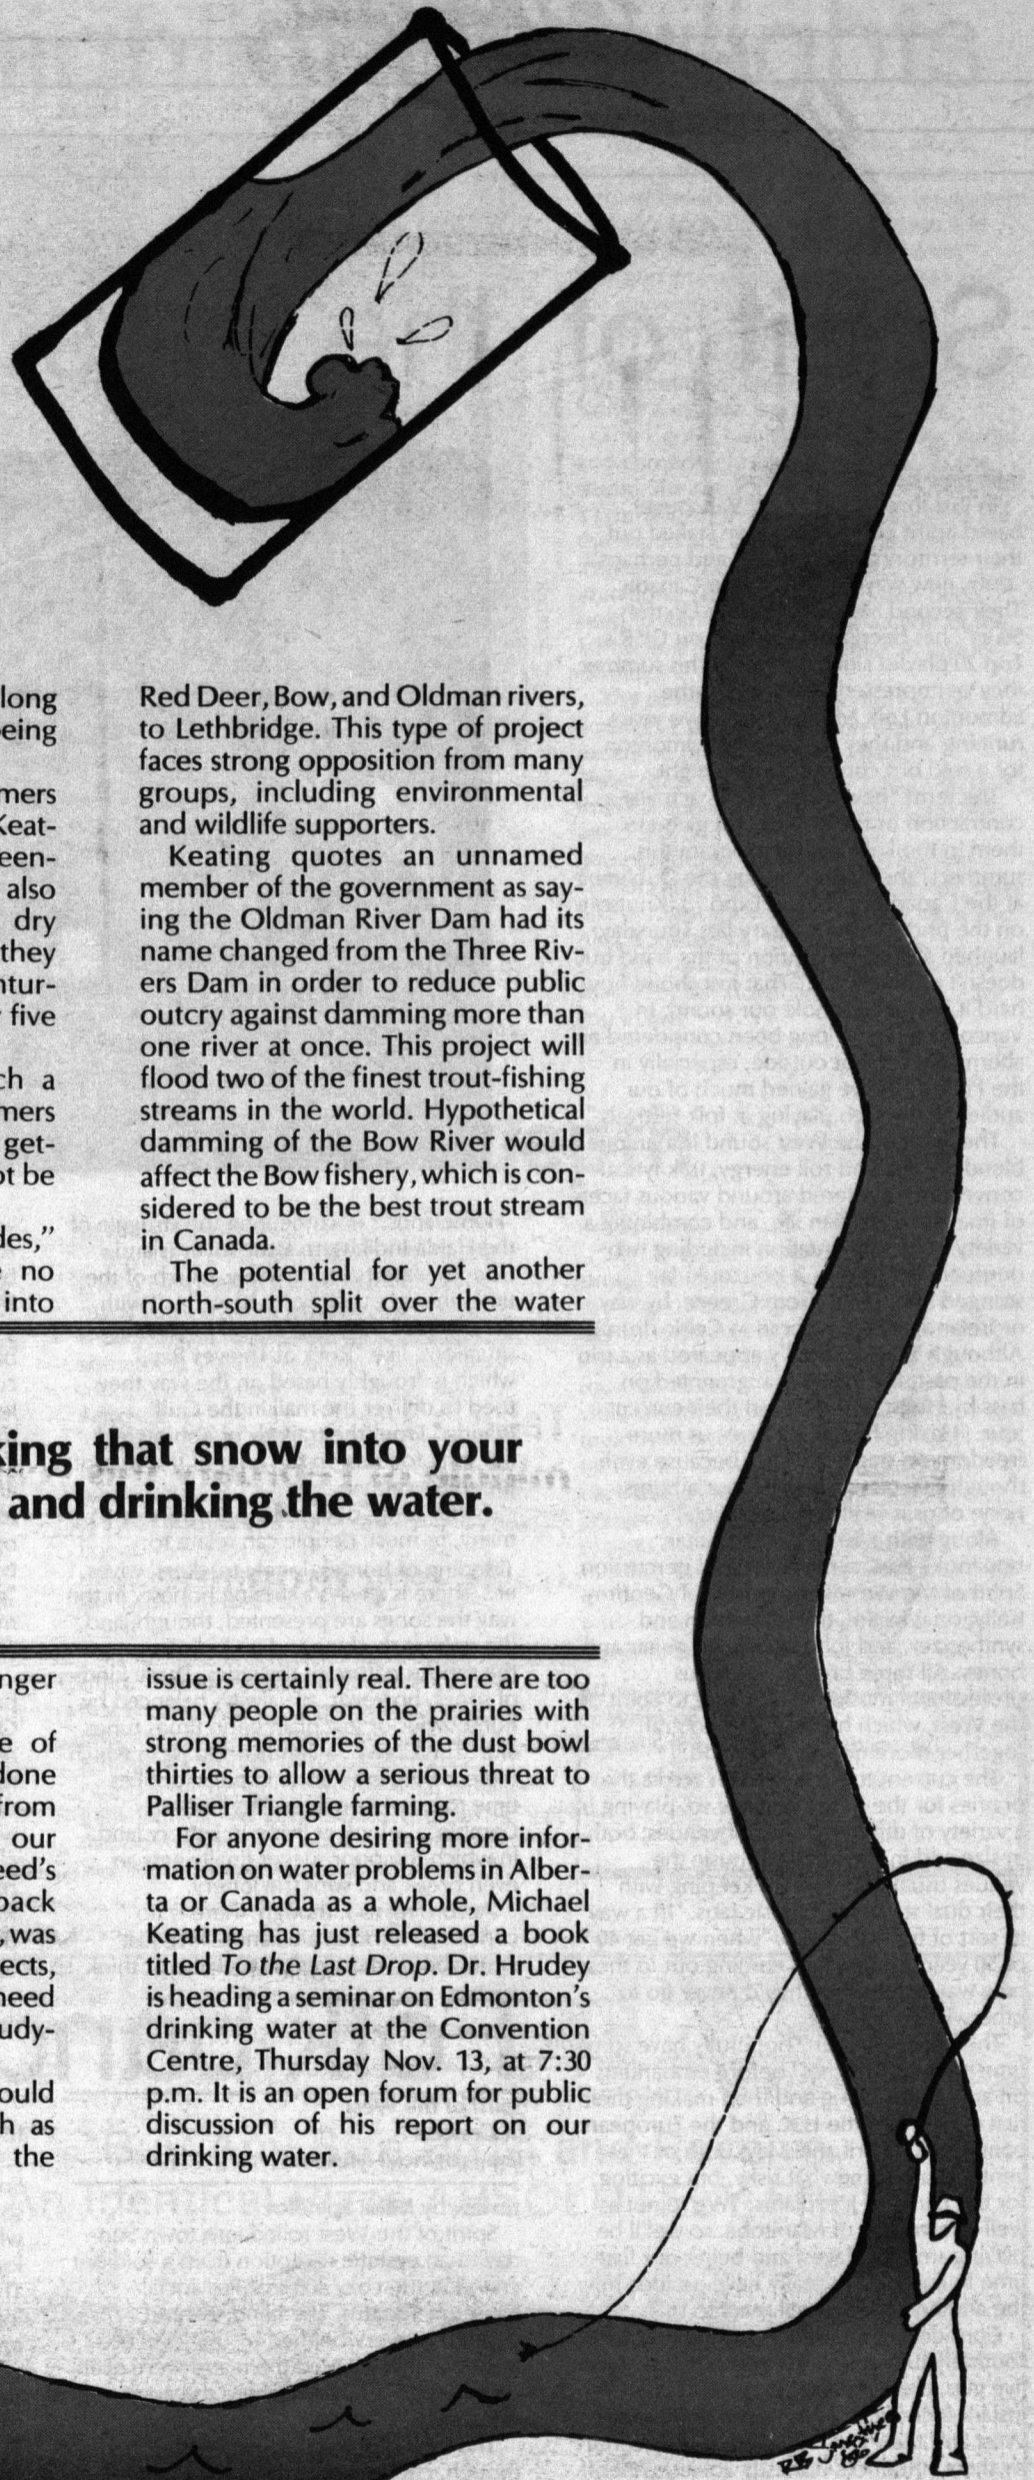 long
eing
mers
Keat-
een-
also
dry
they
ntur-
five
ch a
mers
get-
ot be
des,"
no
into
Red Deer, Bow, and Oldman rivers,
to Lethbridge. This type of project
faces strong opposition from many
groups, including environmental
and wildlife supporters.
Keating quotes an unnamed
member of the government as say-
ing the Oldman River Dam had its
name changed from the Three Riv-
ers Dam in order to reduce public
outcry against damming more than
one river at once. This project will
flood two of the finest trout-fishing
streams in the world. Hypothetical
damming of the Bow River would
affect the Bow fishery, which is con-
sidered to be the best trout stream
in Canada.
The potential for yet another
north-south split over the water
king that snow into your
and drinking the water.
nger
e of
done
from
our
eed's
back
, was
ects,
need
udy-
ould
h as
the
issue is certainly real. There are too
many people on the prairies with
strong memories of the dust bowl
thirties to allow a serious threat to
Palliser Triangle farming.
For anyone desiring more infor-
mation on water problems in Alber-
ta or Canada as a whole, Michael
Keating has just released a book
titled To the Last Drop. Dr. Hrudey
is heading a seminar on Edmonton's
drinking water at the Convention
Centre, Thursday Nov. 13, at 7:30
p.m. It is an open forum for public
discussion of his report on our
drinking water.